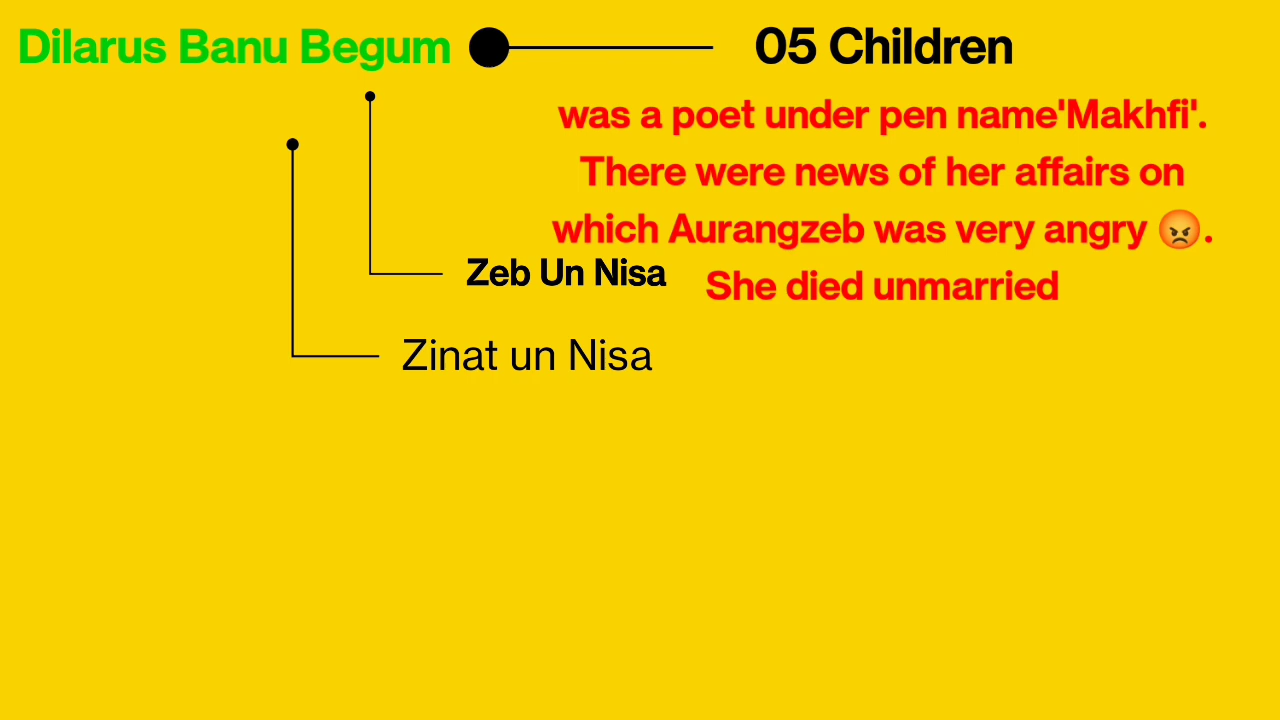 Dilarus Banu Begum
05 Children
was a poet under pen name'Makhfi'.
There were news of her affairs on
which Aurangzeb was very angry 😡.
She died unmarried
Zeb Un Nisa
Zinat un Nisa